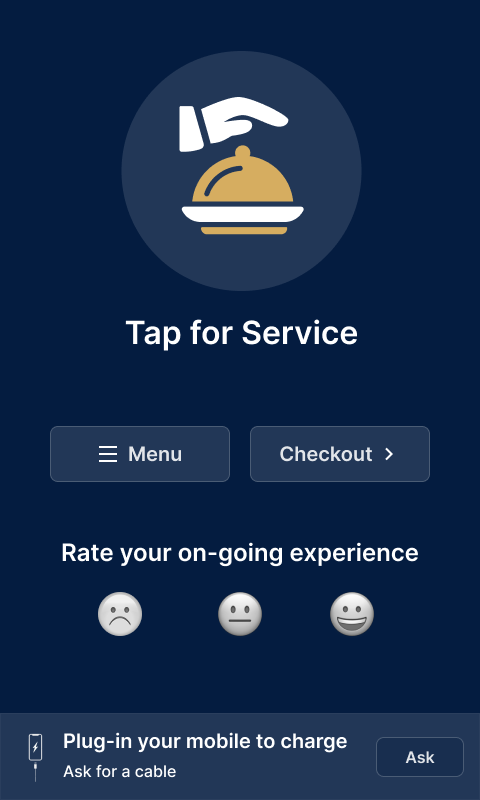 Tap for Service
Menu
Checkout
Rate your on-going experience
Plug-in your mobile to charge
Ask for a cable
Ask